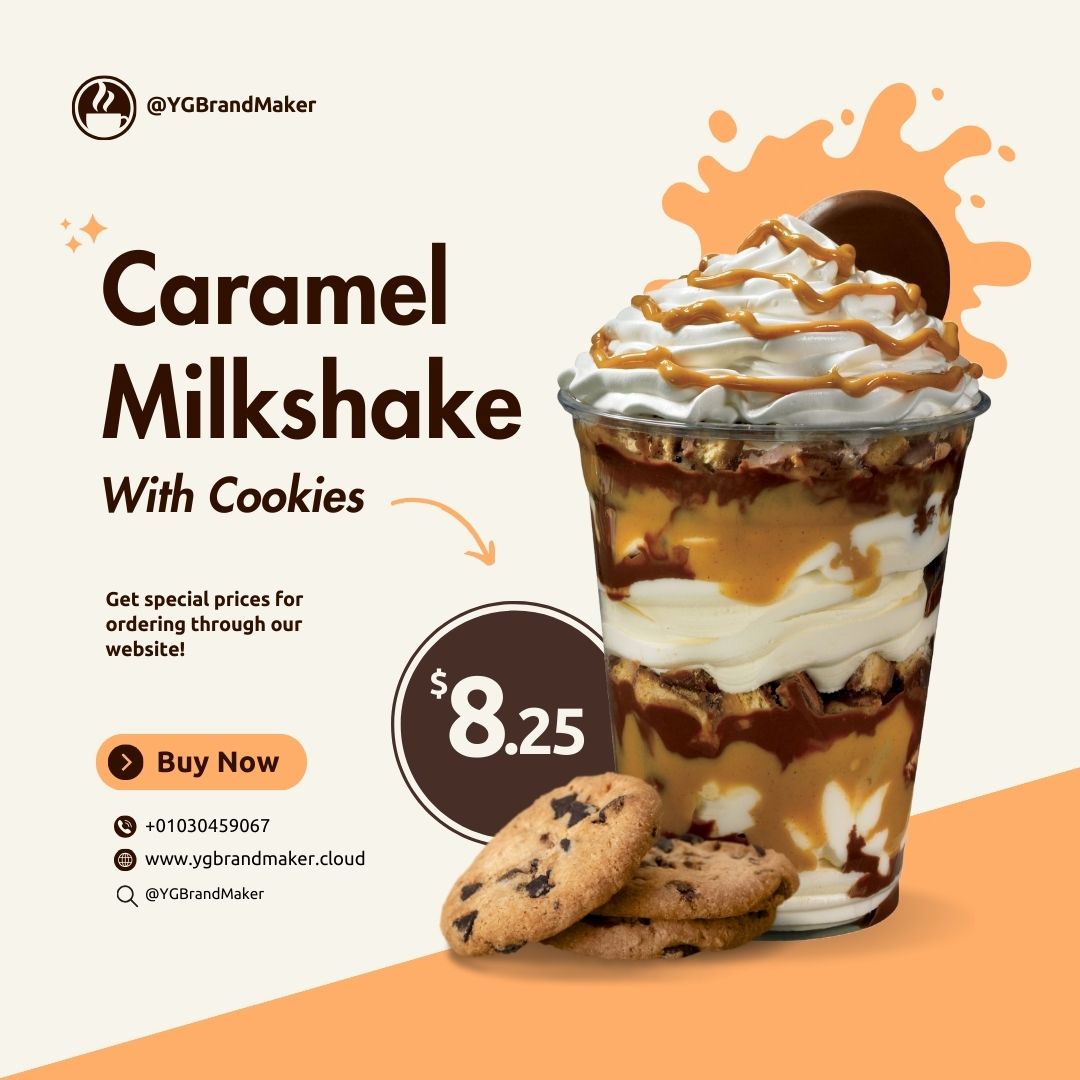 @YGBrandMaker
Caramel
Milkshake
With Cookies
Get special prices for
ordering through our
website!
$8.25
Buy Now
+01030459067
www.ygbrandmaker.cloud
@YGBrandMaker